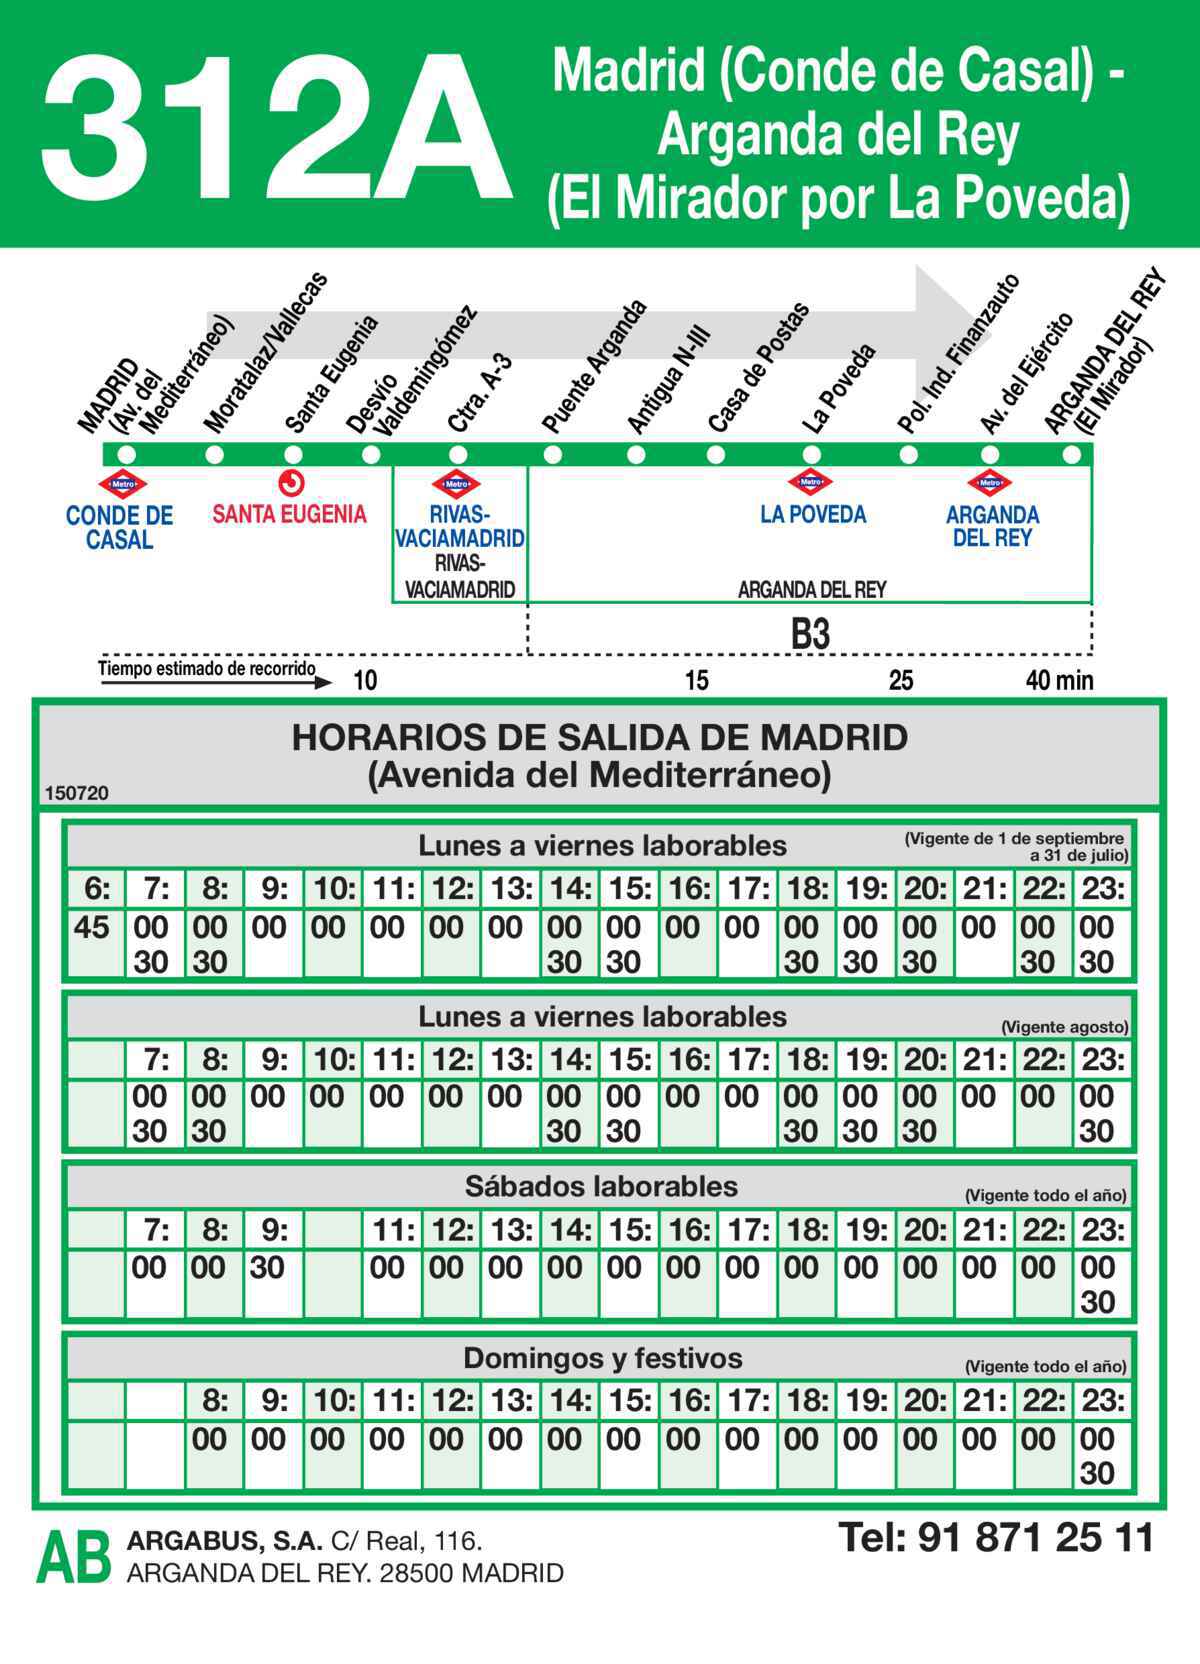 312A
Madrid (Conde de Casal) -
Arganda del Rey
(El Mirador por La Poveda)
MADRID
(Av. del
Mediterráneo)
Moratalaz/Vallecas
Santa Eugenia
Desvío
Valdemingómez
Ctra. A-3
Puente Arganda
Antigua N-III
Casa de Postas
La Poveda
Pol. Ind. Finanzauto
Av. del Ejército
ARGANDA DEL REY
(El Mirador)
Metro Metro Metro Metro
CONDE DE
CASAL
SANTA EUGENIA
RIVAS-
VACIAMADRID
RIVAS-
VACIAMADRID
LA POVEDA
ARGANDA
DEL REY
ARGANDA DEL REY
B3
Tiempo estimado de recorrido 10 15 25 40 min
HORARIOS DE SALIDA DE MADRID
(Avenida del Mediterráneo)
150720
Lunes a viernes laborables (Vigente de 1 de septiembre
a 31 de julio)
6: 7: 8: 9: 10: 11: 12: 13: 14: 15: 16: 17: 18: 19: 20: 21: 22: 23:
45 00 00 00 00 00 00 00 00 00 00 00 00 00 00 00 00 00
30 30 30 30 30 30 30 30 30
Lunes a viernes laborables (Vigente agosto)
7: 8: 9: 10: 11: 12: 13: 14: 15: 16: 17: 18: 19: 20: 21: 22: 23:
00 00 00 00 00 00 00 00 00 00 00 00 00 00 00 00 00
30 30 30 30 30 30 30 30
Sábados laborables (Vigente todo el año)
7: 8: 9: 11: 12: 13: 14: 15: 16: 17: 18: 19: 20: 21: 22: 23:
00 00 30 00 00 00 00 00 00 00 00 00 00 00 00 00
30
Domingos y festivos (Vigente todo el año)
8: 9: 10: 11: 12: 13: 14: 15: 16: 17: 18: 19: 20: 21: 22: 23:
00 00 00 00 00 00 00 00 00 00 00 00 00 00 00 00
30
AB
ARGABUS, S.A. C/ Real, 116.
ARGANDA DEL REY. 28500 MADRID
Tel: 91 871 25 11